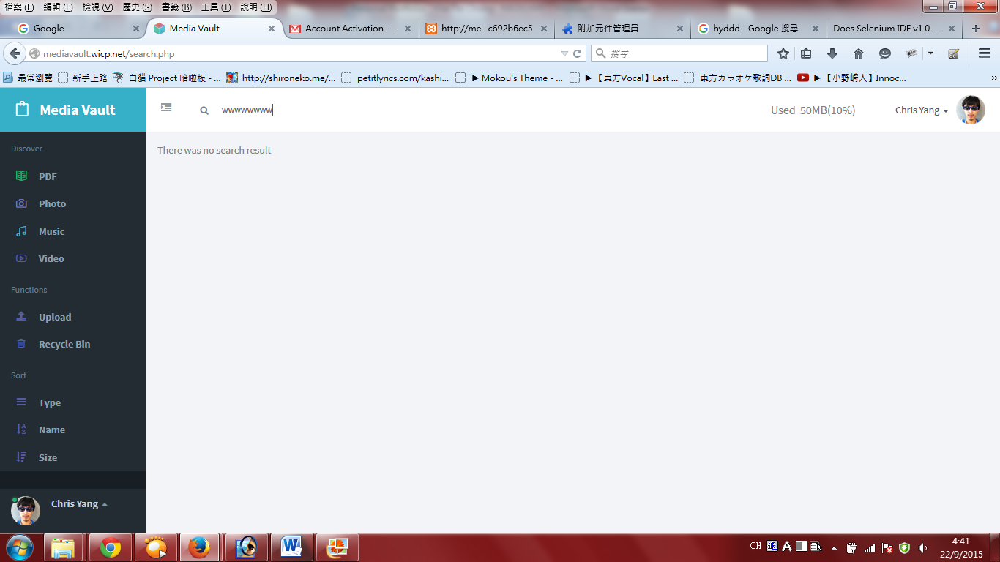 檔案 (F) 編輯 (E) 檢視 (V) 歷史 (S) 書籤 (B) 工具 (T) 說明 (H)
Google Media Vault Account Activation - ... http://me...c692b6ec5 附加元件管理員 hyddd - Google 搜尋 Does Selenium IDE v1.0....
mediavault.wicp.net/search.php 搜尋
最常瀏覽 新手上路 白貓 Project 哈啦板 - ... http://shironeko.me/... petitlyrics.com/kashi... ▶ Mokou's Theme - ... ▶【東方Vocal】Last ... 東方カラオケ歌詞DB ... ▶【小野崎人】Innoc... »
Media Vault wwwwwwww Used 50MB(10%) Chris Yang
There was no search result
Discover
PDF
Photo
Music
Video
Functions
Upload
Recycle Bin
Sort
Type
Name
Size
Chris Yang
CH A 4:41
22/9/2015